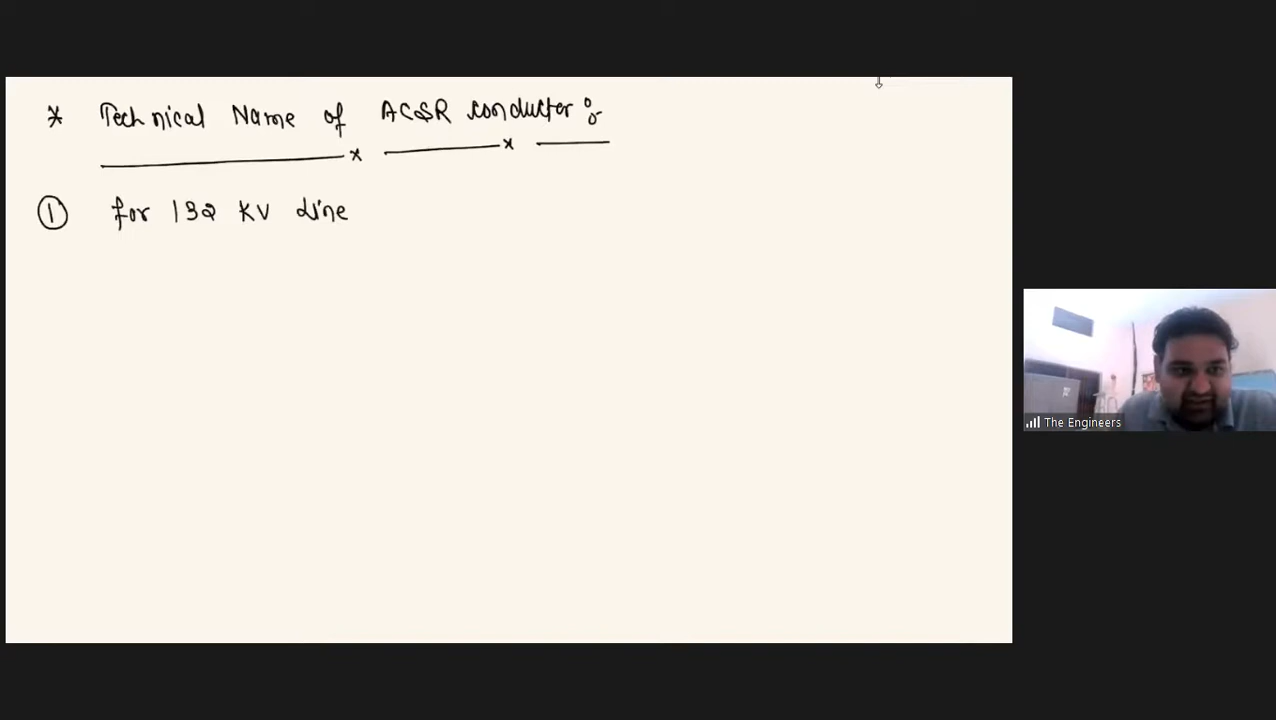 * Technical Name of ACSR conductor :-
① for 132 KV Line
The Engineers